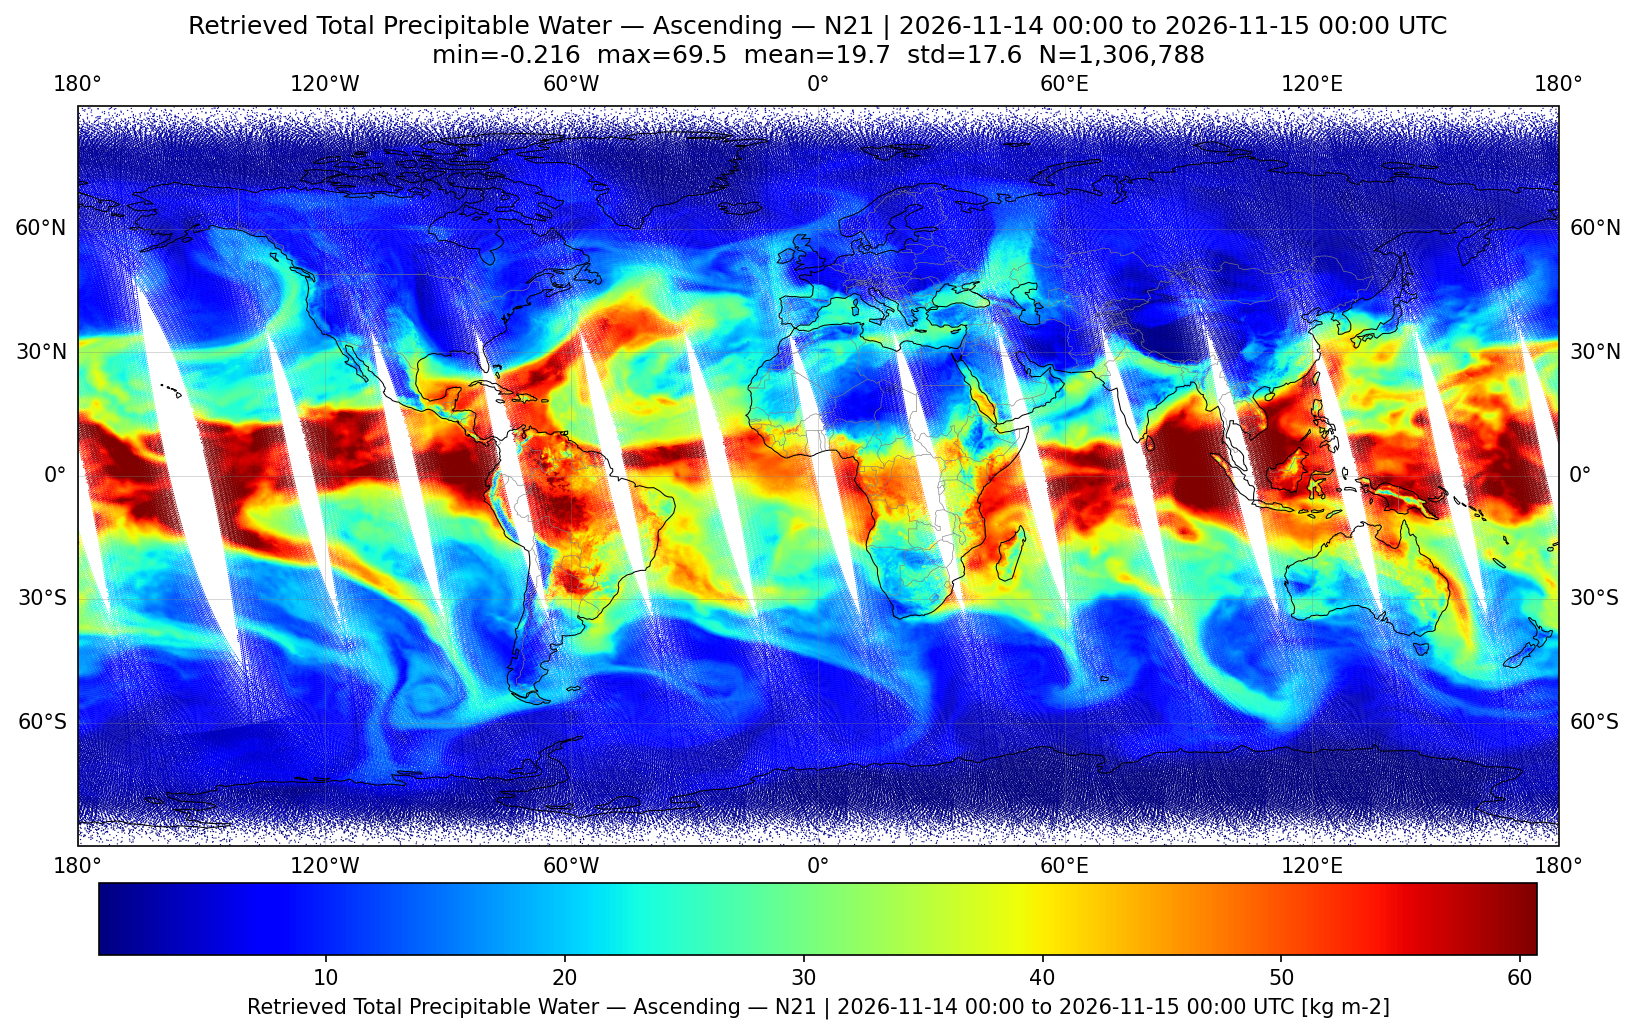 Retrieved Total Precipitable Water — Ascending — N21 | 2026-11-14 00:00 to 2026-11-15 00:00 UTC
min=-0.216 max=69.5 mean=19.7 std=17.6 N=1,306,788
180° 120°W 60°W 0° 60°E 120°E 180°
60°N 60°N
30°N 30°N
0° 0°
30°S 30°S
60°S 60°S
180° 120°W 60°W 0° 60°E 120°E 180°
10 20 30 40 50 60
Retrieved Total Precipitable Water — Ascending — N21 | 2026-11-14 00:00 to 2026-11-15 00:00 UTC [kg m-2]